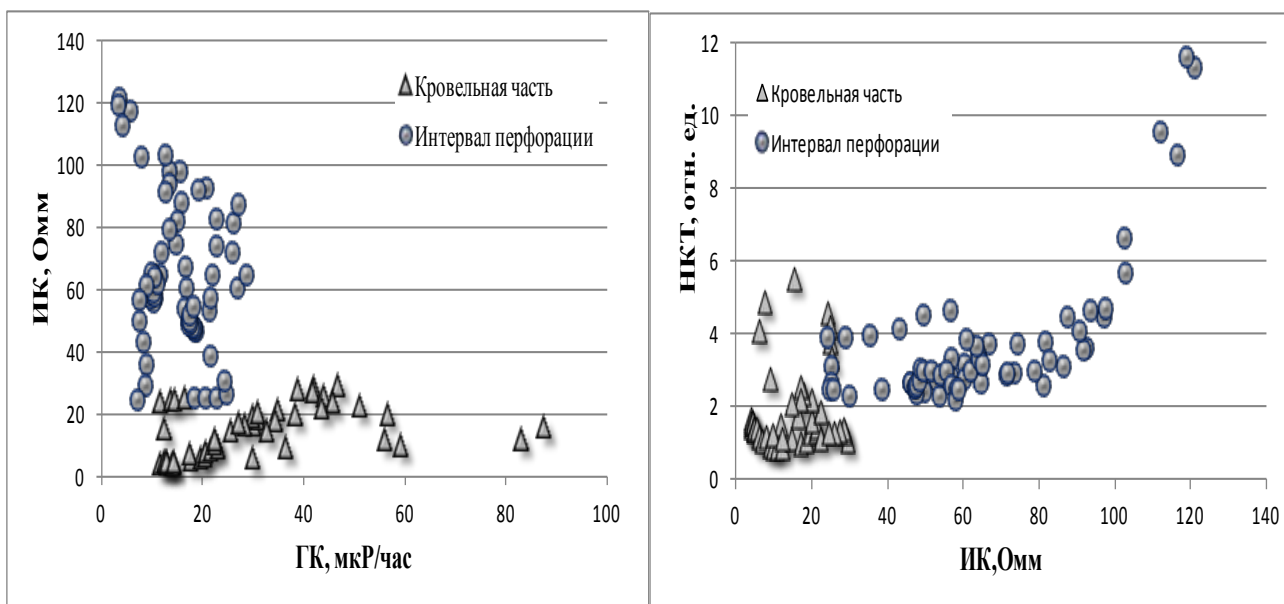 140
120
100
80
60
40
20
0
0 20 40 60 80 100
ИК, Омм
ГК, мкР/час
Кровельная часть
Интервал перфорации
12
10
8
6
4
2
0
0 20 40 60 80 100 120 140
НКТ, отн. ед.
ИК,Омм
Кровельная часть
Интервал перфорации